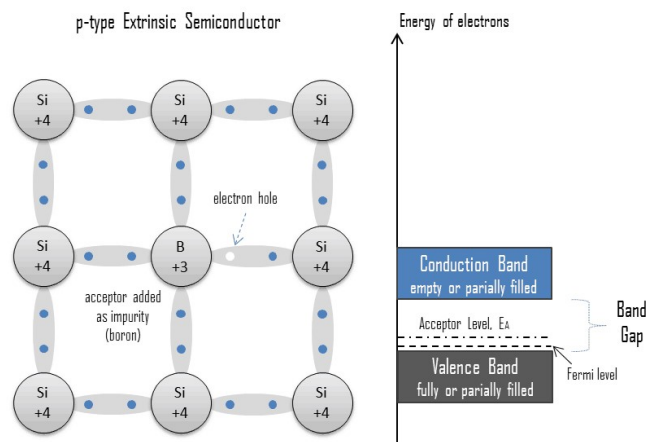 p-type Extrinsic Semiconductor
Energy of electrons
Si
+4
Si
+4
Si
+4
electron hole
Si
+4
B
+3
Si
+4
acceptor added
as impurity
(boron)
Si
+4
Si
+4
Si
+4
Conduction Band
empty or partially filled
Acceptor Level, EA
Band
Gap
Valence Band
fully or partially filled
Fermi level